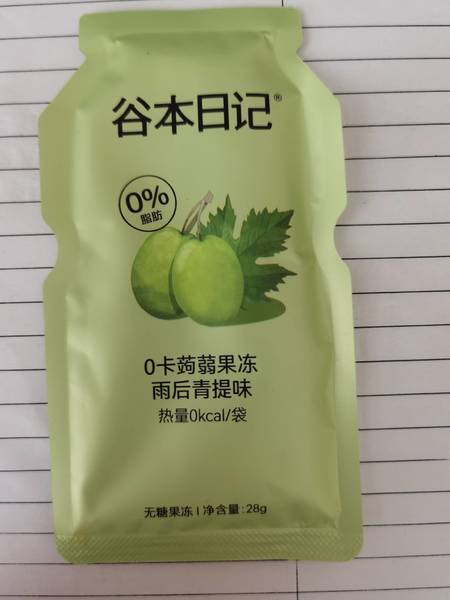 谷本日记®
0%
脂肪
0卡蒟蒻果冻
雨后青提味
热量0kcal/袋
无糖果冻 | 净含量: 28g